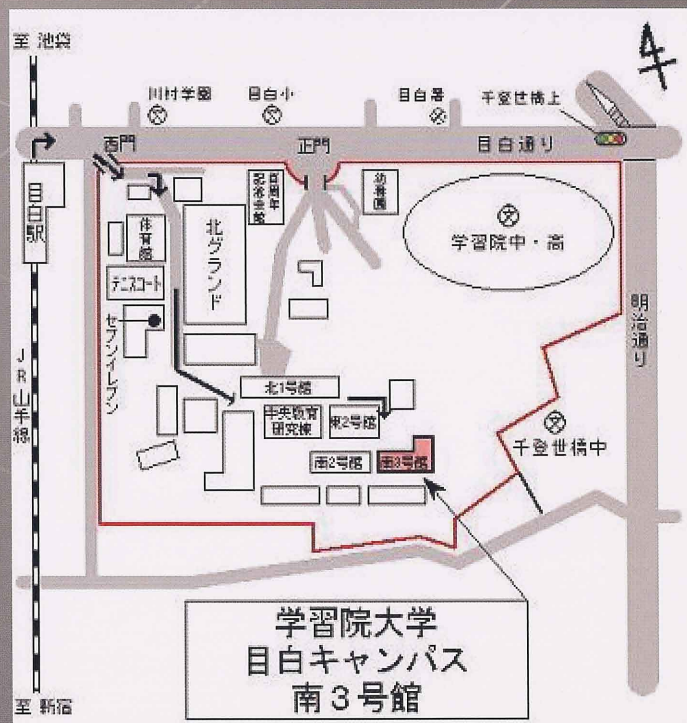 至 池袋
川村学園
目白小
目白署
千登世橋上
西門
正門
目白通り
目白駅
百周年
記念会館
幼稚園
体育館
北グランド
学習院中・高
テニスコート
セブンイレブン
明治通り
JR山手線
北1号館
中央教育
研究棟
東2号館
千登世橋中
南2号館
南3号館
学習院大学
目白キャンパス
南3号館
至 新宿